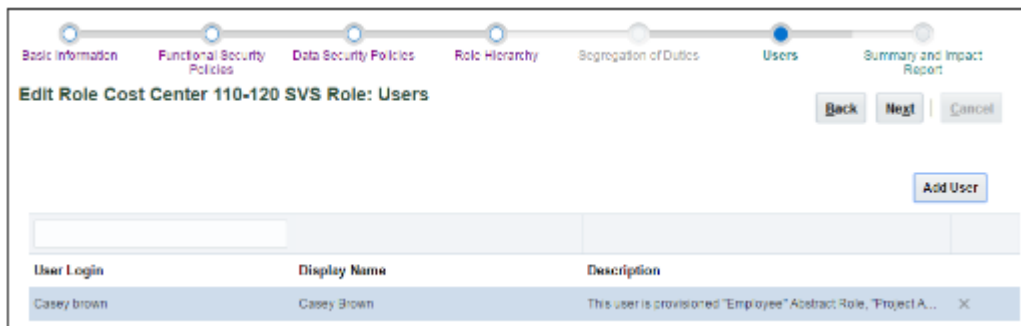 Basic Information
Functional Security
Policies
Data Security Policies
Role Hierarchy
Segregation of Duties
Users
Summary and Impact
Report
Edit Role Cost Center 110-120 SVS Role: Users
Back
Next
Cancel
Add User
User Login Display Name Description
Casey brown Casey Brown This user is provisioned "Employee" Abstract Role, "Project A...